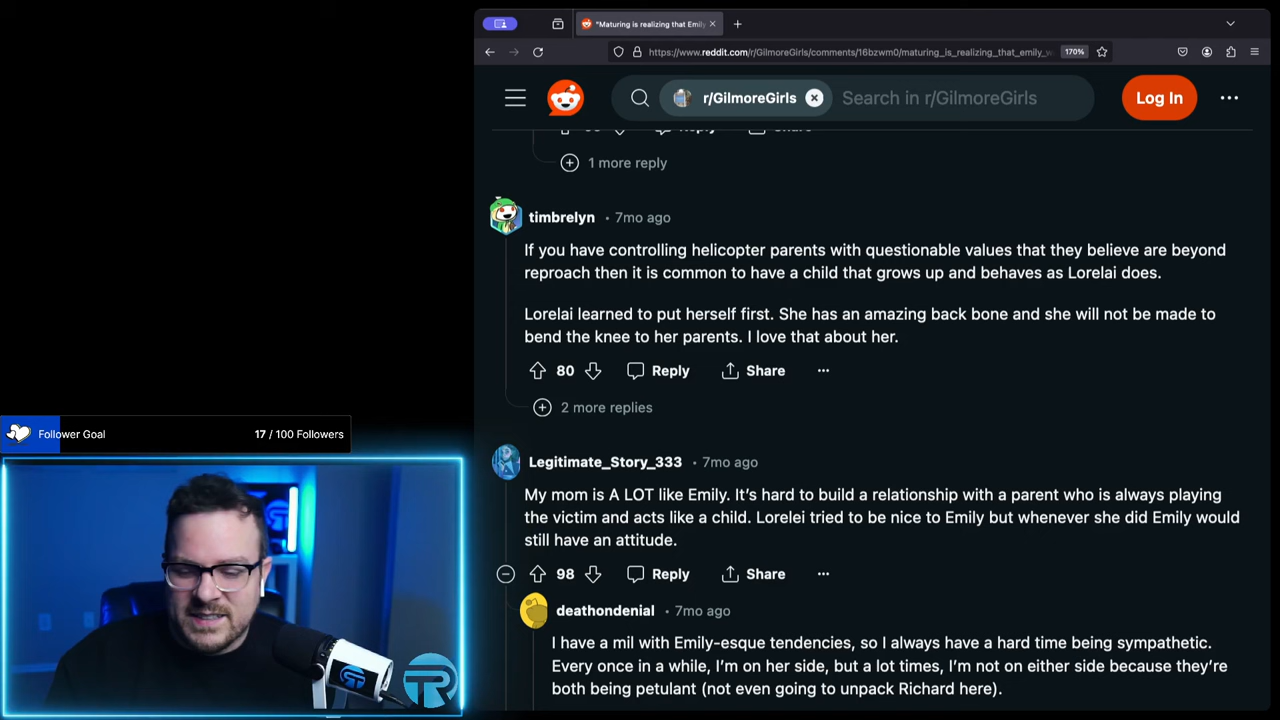 "Maturing is realizing that Emily
https://www.reddit.com/r/GilmoreGirls/comments/16bzwm0/maturing_is_realizing_that_emily_w
170%
r/GilmoreGirls
Search in r/GilmoreGirls
Log In
Reply
Share
1 more reply
timbrelyn • 7mo ago
If you have controlling helicopter parents with questionable values that they believe are beyond
reproach then it is common to have a child that grows up and behaves as Lorelai does.
Lorelai learned to put herself first. She has an amazing back bone and she will not be made to
bend the knee to her parents. I love that about her.
80 Reply Share
2 more replies
Legitimate_Story_333 • 7mo ago
My mom is A LOT like Emily. It's hard to build a relationship with a parent who is always playing
the victim and acts like a child. Lorelei tried to be nice to Emily but whenever she did Emily would
still have an attitude.
98 Reply Share
deathondenial • 7mo ago
I have a mil with Emily-esque tendencies, so I always have a hard time being sympathetic.
Every once in a while, I'm on her side, but a lot times, I'm not on either side because they're
both being petulant (not even going to unpack Richard here).
Follower Goal
17 / 100 Followers
TR